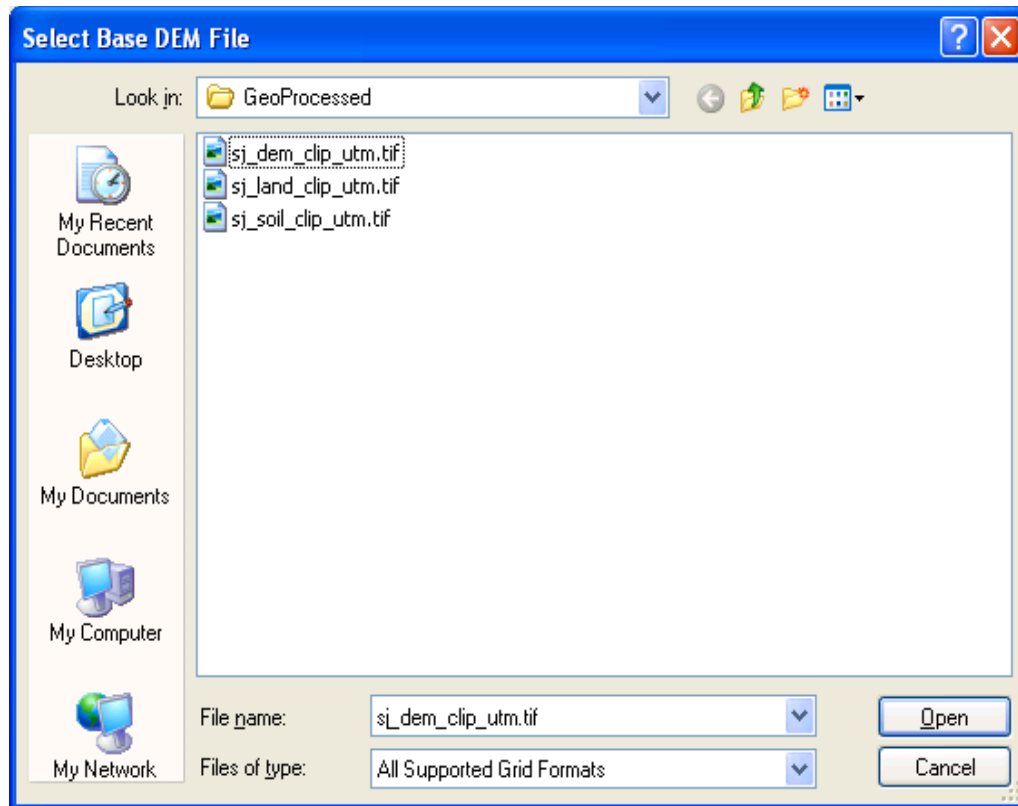 Select Base DEM File
Look in:
GeoProcessed
sj_dem_clip_utm.tif
sj_land_clip_utm.tif
sj_soil_clip_utm.tif
My Recent
Documents
Desktop
My Documents
My Computer
My Network
File name:
sj_dem_clip_utm.tif
Open
Files of type:
All Supported Grid Formats
Cancel